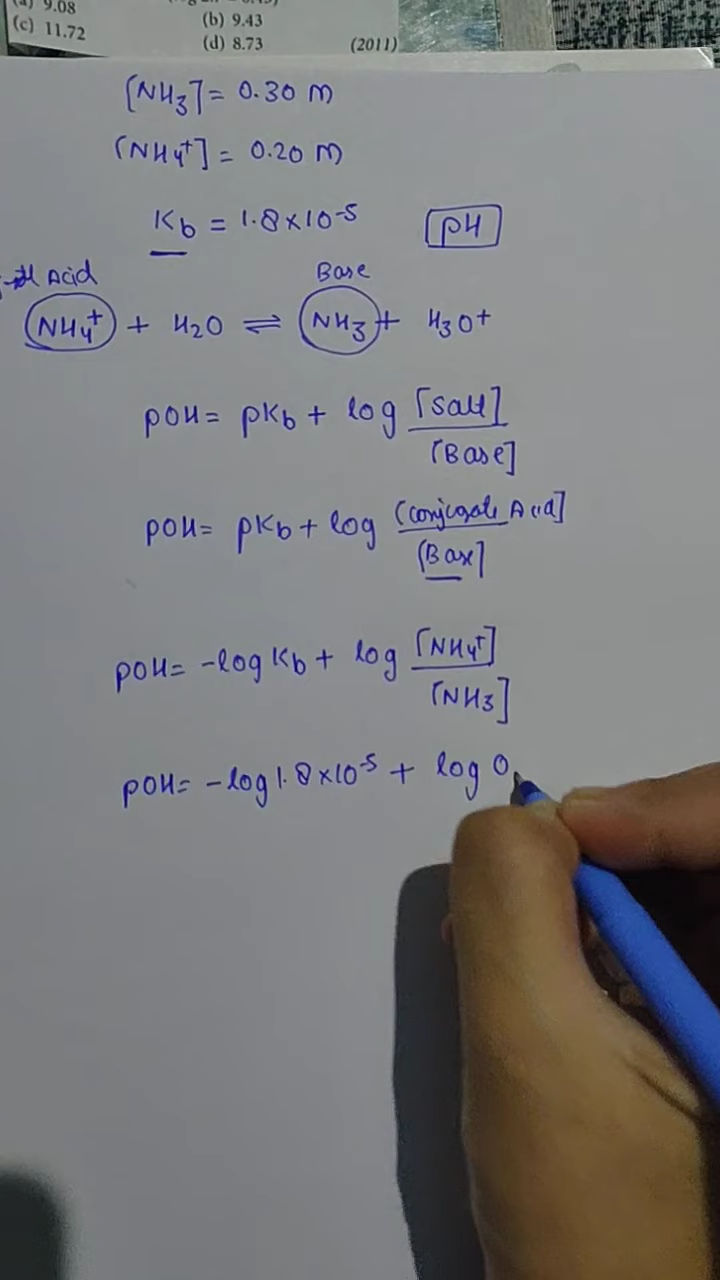 (a) 9.08
(b) 9.43
(c) 11.72
(d) 8.73
(2011)
[NH3] = 0.30 M
[NH4+] = 0.20 M
Kb = 1.8×10-5 pH
Acid Base
NH4+ + H2O ⇌ NH3 + H3O+
pOH = pKb + log [Salt]
[Base]
pOH = pKb + log [conjugate Acid]
[Base]
pOH = -log Kb + log [NH4+]
[NH3]
pOH = -log 1.8×10-5 + log 0.